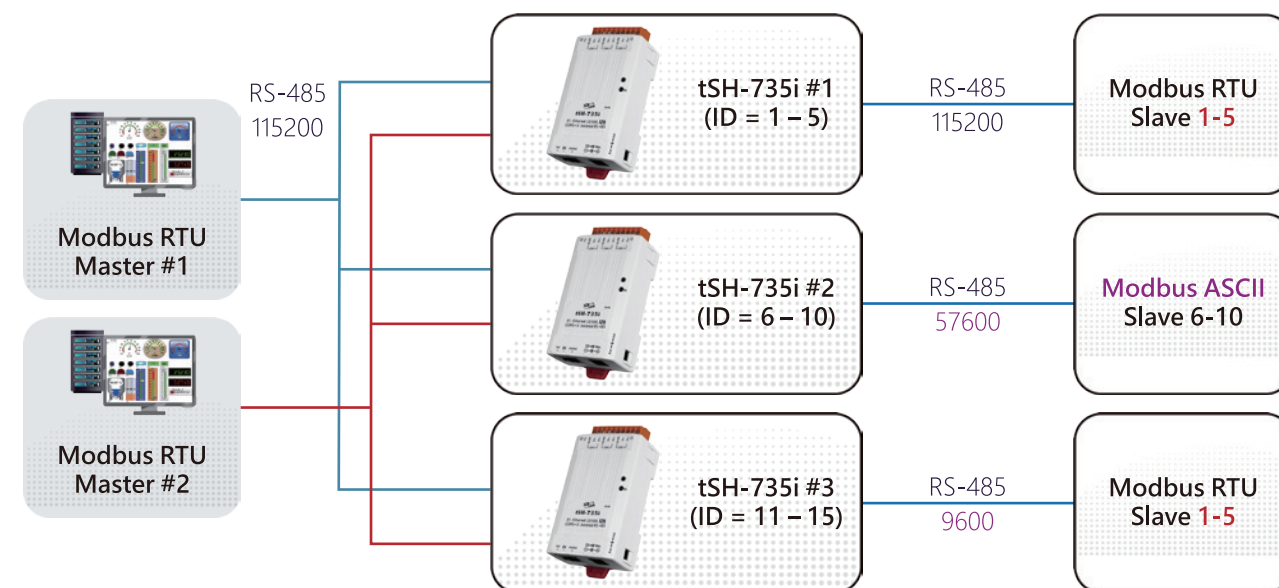 RS-485
115200
Modbus RTU
Master #1
Modbus RTU
Master #2
tSH-735i #1
(ID = 1 – 5)
RS-485
115200
Modbus RTU
Slave 1-5
tSH-735i #2
(ID = 6 – 10)
RS-485
57600
Modbus ASCII
Slave 6-10
tSH-735i #3
(ID = 11 – 15)
RS-485
9600
Modbus RTU
Slave 1-5